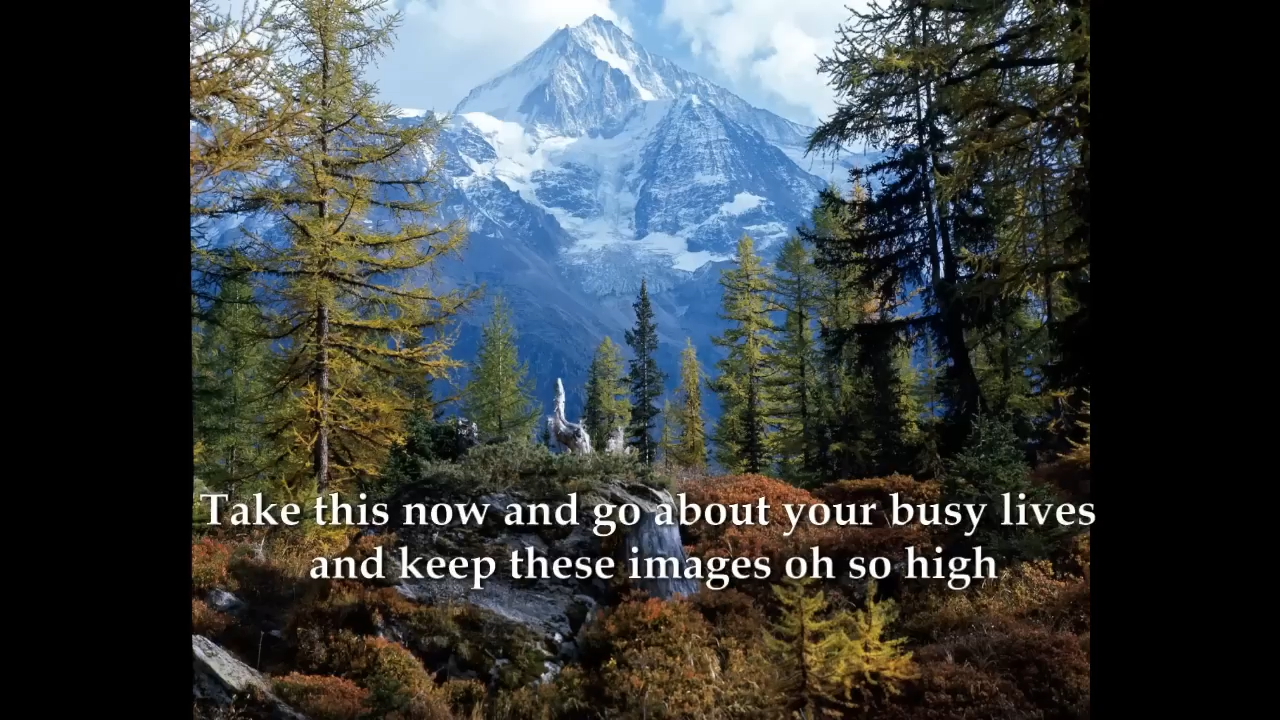 Take this now and go about your busy lives
and keep these images oh so high